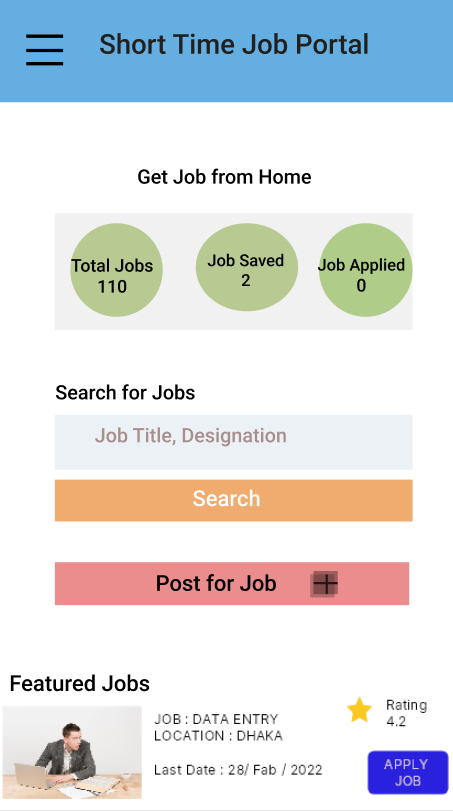 Short Time Job Portal
Get Job from Home
Total Jobs
110
Job Saved
2
Job Applied
0
Search for Jobs
Job Title, Designation
Search
Post for Job
Featured Jobs
JOB : DATA ENTRY
LOCATION : DHAKA
Last Date : 28/ Fab / 2022
Rating
4.2
APPLY
JOB